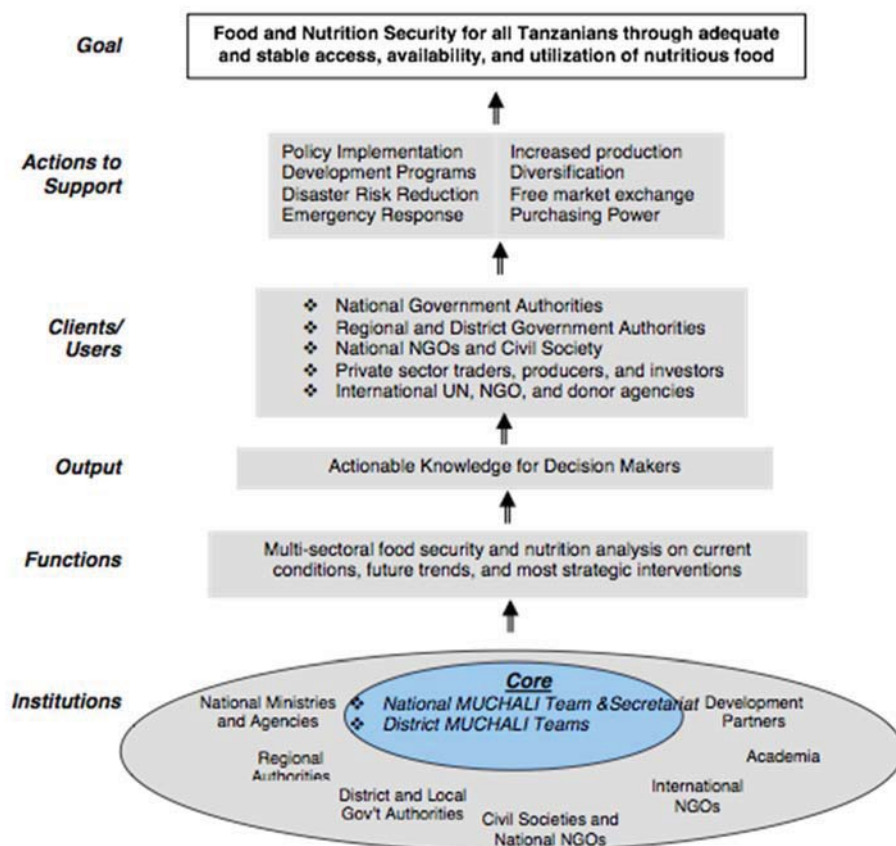 Goal
Food and Nutrition Security for all Tanzanians through adequate
and stable access, availability, and utilization of nutritious food
Actions to
Support
Policy Implementation
Development Programs
Disaster Risk Reduction
Emergency Response
Increased production
Diversification
Free market exchange
Purchasing Power
Clients/
Users
❖ National Government Authorities
❖ Regional and District Government Authorities
❖ National NGOs and Civil Society
❖ Private sector traders, producers, and investors
❖ International UN, NGO, and donor agencies
Output
Actionable Knowledge for Decision Makers
Functions
Multi-sectoral food security and nutrition analysis on current
conditions, future trends, and most strategic interventions
Institutions
Core
❖ National MUCHALI Team &Secretariat
❖ District MUCHALI Teams
National Ministries
and Agencies
Development
Partners
Regional
Authorities
Academia
District and Local
Gov't Authorities
International
NGOs
Civil Societies and
National NGOs